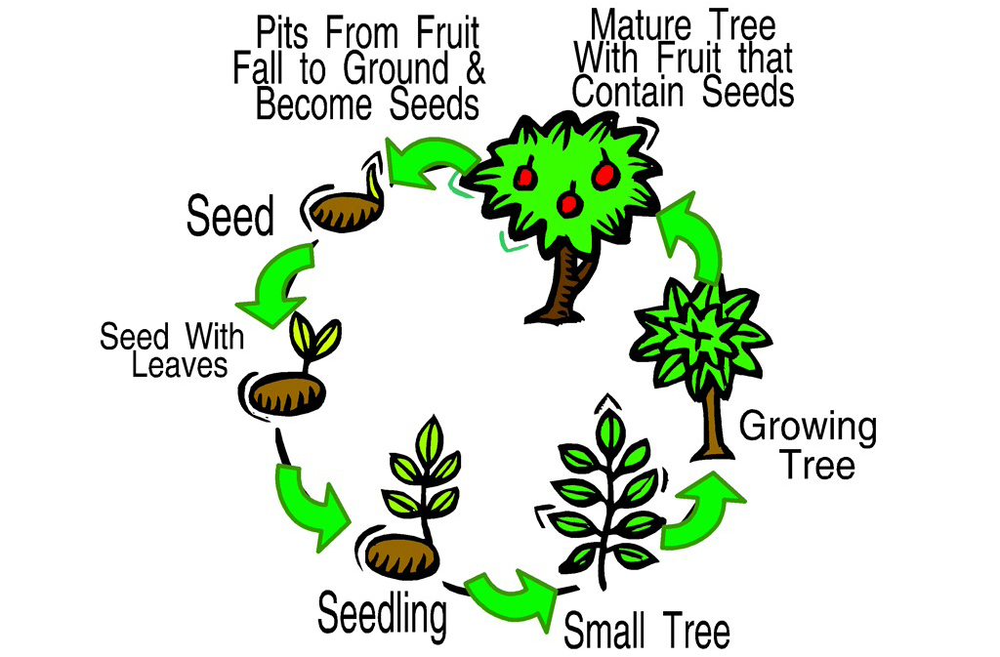 Pits From Fruit
Fall to Ground &
Become Seeds
Mature Tree
With Fruit that
Contain Seeds
Seed
Seed With
Leaves
Growing
Tree
Seedling
Small Tree